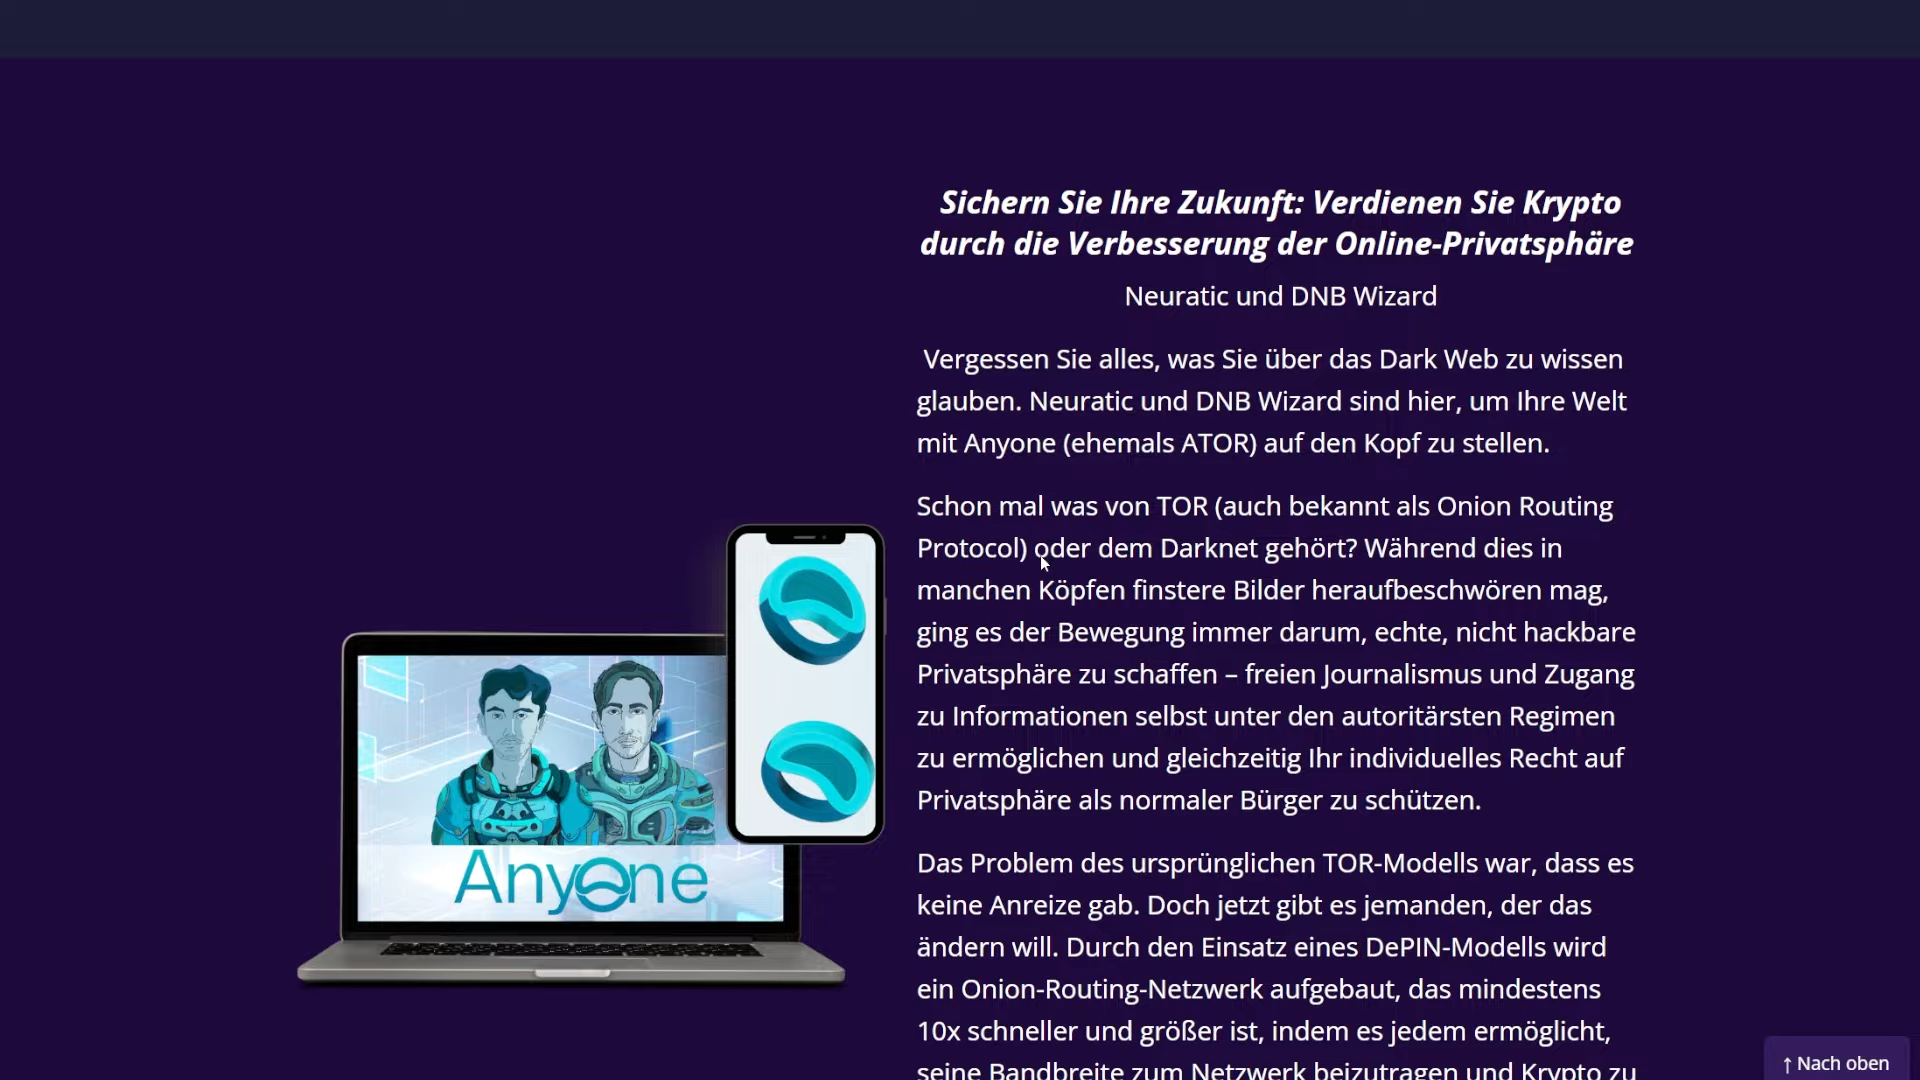 Sichern Sie Ihre Zukunft: Verdienen Sie Krypto
durch die Verbesserung der Online-Privatsphäre
Neuratic und DNB Wizard
Vergessen Sie alles, was Sie über das Dark Web zu wissen
glauben. Neuratic und DNB Wizard sind hier, um Ihre Welt
mit Anyone (ehemals ATOR) auf den Kopf zu stellen.
Schon mal was von TOR (auch bekannt als Onion Routing
Protocol) oder dem Darknet gehört? Während dies in
manchen Köpfen finstere Bilder heraufbeschwören mag,
ging es der Bewegung immer darum, echte, nicht hackbare
Privatsphäre zu schaffen – freien Journalismus und Zugang
zu Informationen selbst unter den autoritärsten Regimen
zu ermöglichen und gleichzeitig Ihr individuelles Recht auf
Privatsphäre als normaler Bürger zu schützen.
Das Problem des ursprünglichen TOR-Modells war, dass es
keine Anreize gab. Doch jetzt gibt es jemanden, der das
ändern will. Durch den Einsatz eines DePIN-Modells wird
ein Onion-Routing-Netzwerk aufgebaut, das mindestens
10x schneller und größer ist, indem es jedem ermöglicht,
seine Bandbreite zum Netzwerk beizutragen und Krypto zu
Anyone
↑ Nach oben